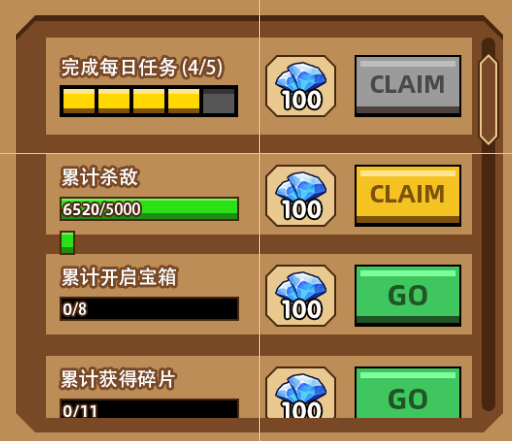 完成每日任务 (4/5)
100
CLAIM
累计杀敌
6520/5000
100
CLAIM
累计开启宝箱
0/8
100
GO
累计获得碎片
0/11
100
GO